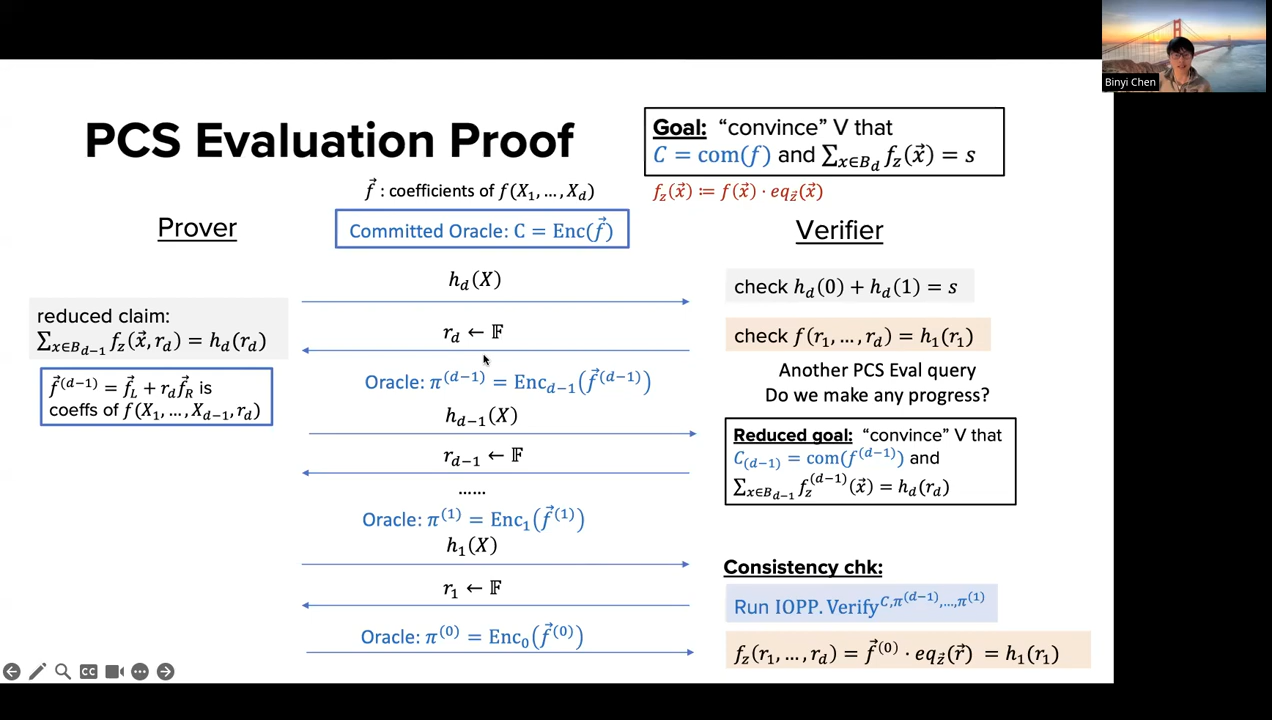 Binyi Chen
PCS Evaluation Proof
Goal: “convince” V that
C = com(f) and ∑_{x∈B_d} f_z(x⃗) = s
f⃗ : coefficients of f(X_1, …, X_d)
f_z(x⃗) ≔ f(x⃗) · eq_{z⃗}(x⃗)
Prover
Committed Oracle: C = Enc(f⃗)
Verifier
h_d(X)
check h_d(0) + h_d(1) = s
reduced claim:
∑_{x∈B_{d−1}} f_z(x⃗, r_d) = h_d(r_d)
r_d ← 𝔽
check f(r_1, …, r_d) = h_1(r_1)
f⃗^{(d−1)} = f⃗_L + r_d f⃗_R is
coeffs of f(X_1, …, X_{d−1}, r_d)
Oracle: π^{(d−1)} = Enc_{d−1}(f⃗^{(d−1)})
Another PCS Eval query
Do we make any progress?
h_{d−1}(X)
r_{d−1} ← 𝔽
Reduced goal: “convince” V that
C_{(d−1)} = com(f^{(d−1)}) and
∑_{x∈B_{d−1}} f_z^{(d−1)}(x⃗) = h_d(r_d)
……
Oracle: π^{(1)} = Enc_1(f⃗^{(1)})
h_1(X)
r_1 ← 𝔽
Oracle: π^{(0)} = Enc_0(f⃗^{(0)})
Consistency chk:
Run IOPP. Verify^{C,π^{(d−1)},…,π^{(1)}}
f_z(r_1, …, r_d) = f⃗^{(0)} · eq_{z⃗}(r⃗) = h_1(r_1)
CC